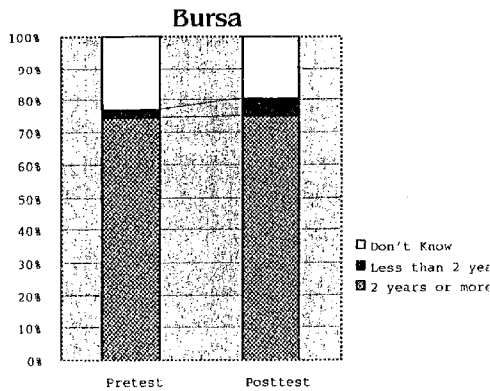 Bursa
100%
90%
80%
70%
60%
50%
40%
30%
20%
10%
0%
Pretest Posttest
Don't Know
Less than 2 yea
2 years or more